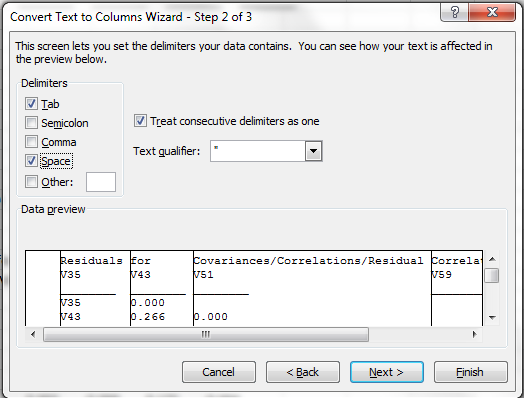 Convert Text to Columns Wizard - Step 2 of 3
This screen lets you set the delimiters your data contains. You can see how your text is affected in
the preview below.
Delimiters
Tab
Semicolon
Comma
Space
Other:
Treat consecutive delimiters as one
Text qualifier: "
Data preview
Residuals for Covariances/Correlations/Residual Correlat
V35 V43 V51 V59
V35 0.000
V43 0.266 0.000
Cancel < Back Next > Finish